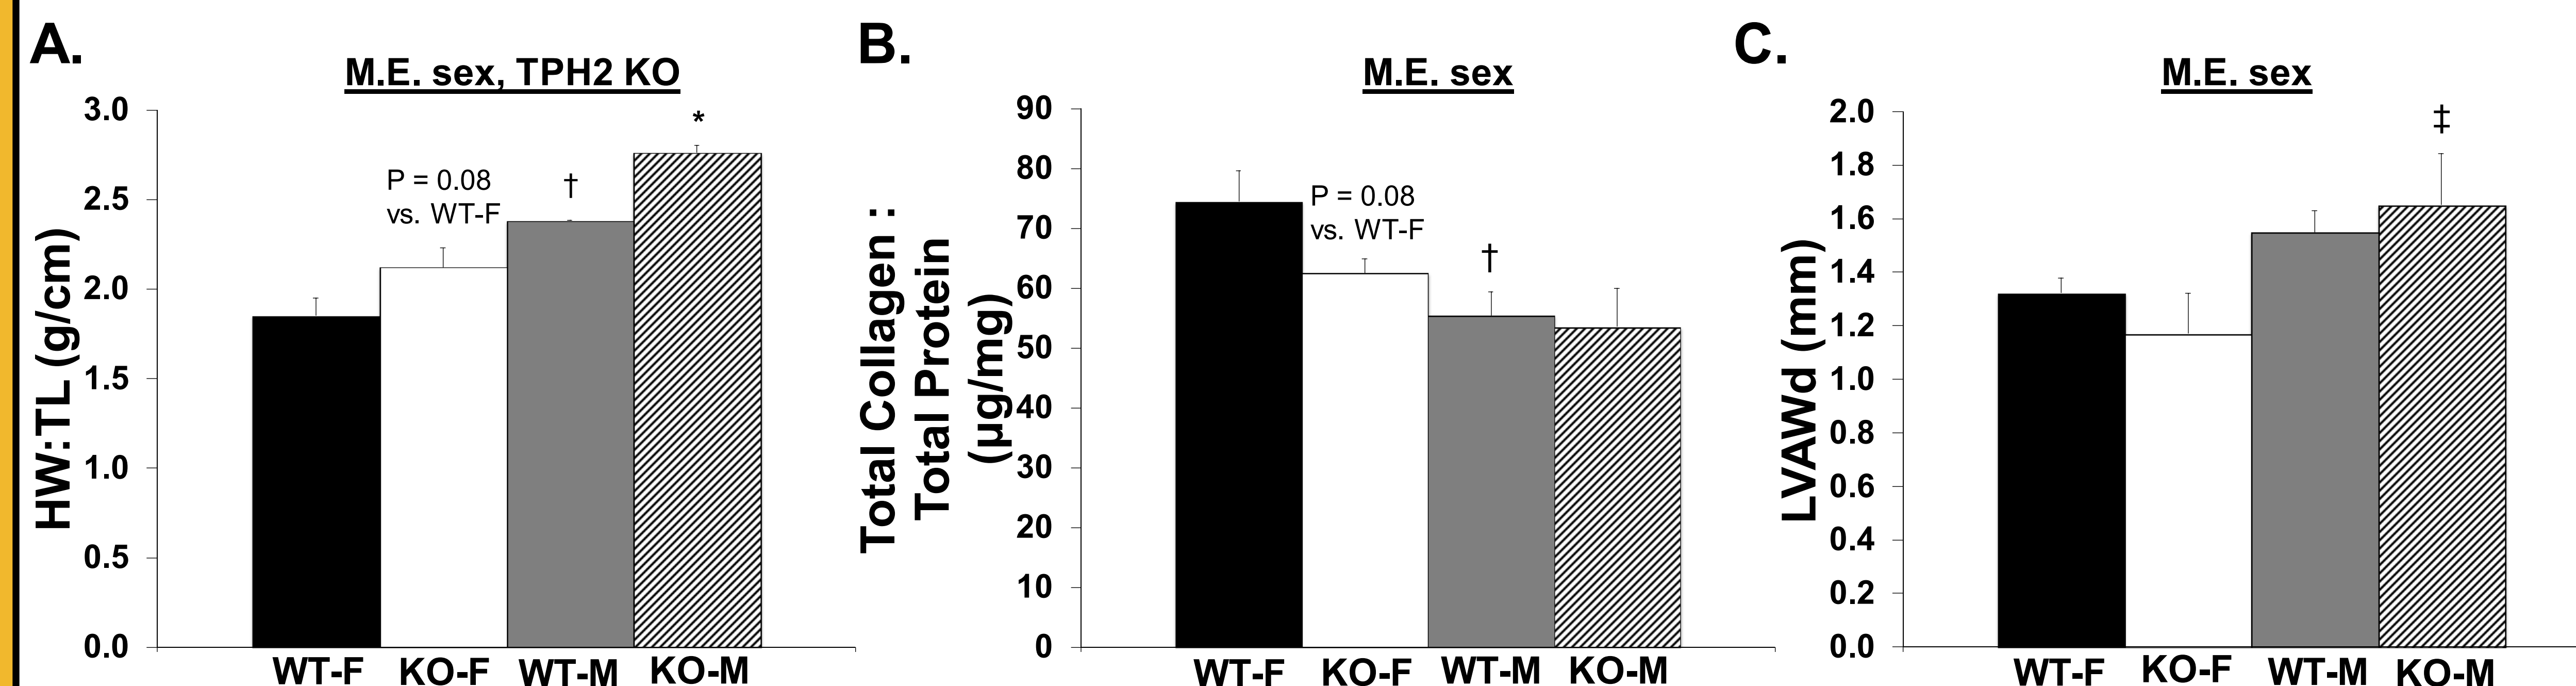 A.
M.E. sex, TPH2 KO
HW:TL (g/cm)
3.0
2.5
2.0
1.5
1.0
0.5
0.0
P = 0.08
vs. WT-F
†
*
WT-F KO-F WT-M KO-M
B.
M.E. sex
Total Collagen :
Total Protein
(µg/mg)
90
80
70
60
50
40
30
20
10
0
P = 0.08
vs. WT-F
†
WT-F KO-F WT-M KO-M
C.
M.E. sex
LVAWd (mm)
2.0
1.8
1.6
1.4
1.2
1.0
0.8
0.6
0.4
0.2
0.0
‡
WT-F KO-F WT-M KO-M